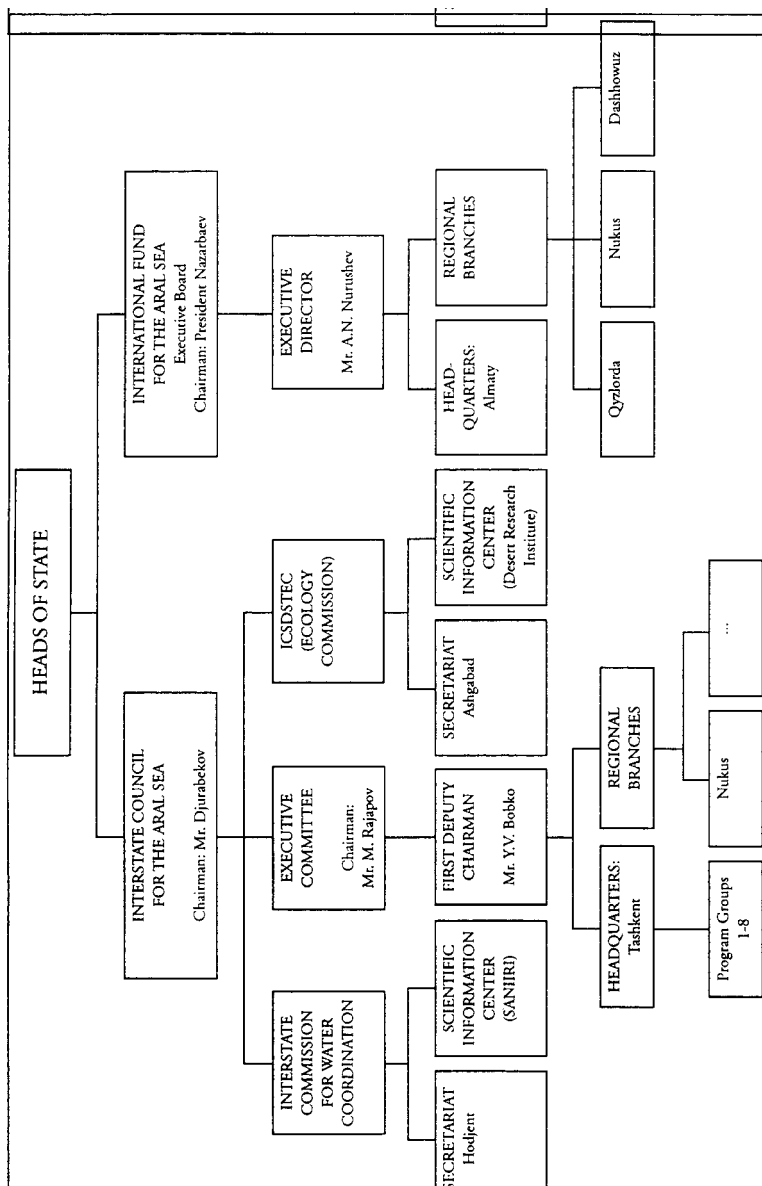 HEADS OF STATE
INTERSTATE COUNCIL
FOR THE ARAL SEA
Chairman: Mr. Djurabekov
INTERNATIONAL FUND
FOR THE ARAL SEA
Executive Board
Chairman: President Nazarbaev
INTERSTATE
COMMISSION
FOR WATER
COORDINATION
EXECUTIVE
COMMITTEE
Chairman:
Mr. M. Rajapov
ICSDSTEC
(ECOLOGY
COMMISSION)
EXECUTIVE
DIRECTOR
Mr. A.N. Nurushev
SECRETARIAT
Hodjent
SCIENTIFIC
INFORMATION
CENTER
(SANIIRI)
FIRST DEPUTY
CHAIRMAN
Mr. Y.V. Bobko
SECRETARIAT
Ashgabad
SCIENTIFIC
INFORMATION
CENTER
(Desert Research
Institute)
HEAD-
QUARTERS:
Almaty
REGIONAL
BRANCHES
HEADQUARTERS:
Tashkent
REGIONAL
BRANCHES
Qyzlorda
Nukus
Dashhowuz
Program Groups
1-8
Nukus
...